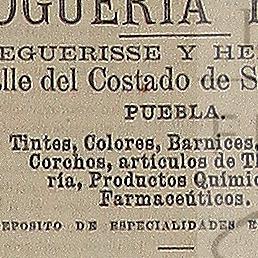 OGUERIA
EGUERISSE Y HE
lle del Costado de S
PUEBLA.
Tintes, Colores, Barnices,
Corchos, artículos de T
ría, Productos Químic
Farmacéuticos.
EPOSITO DE ESPECIALIDADES E